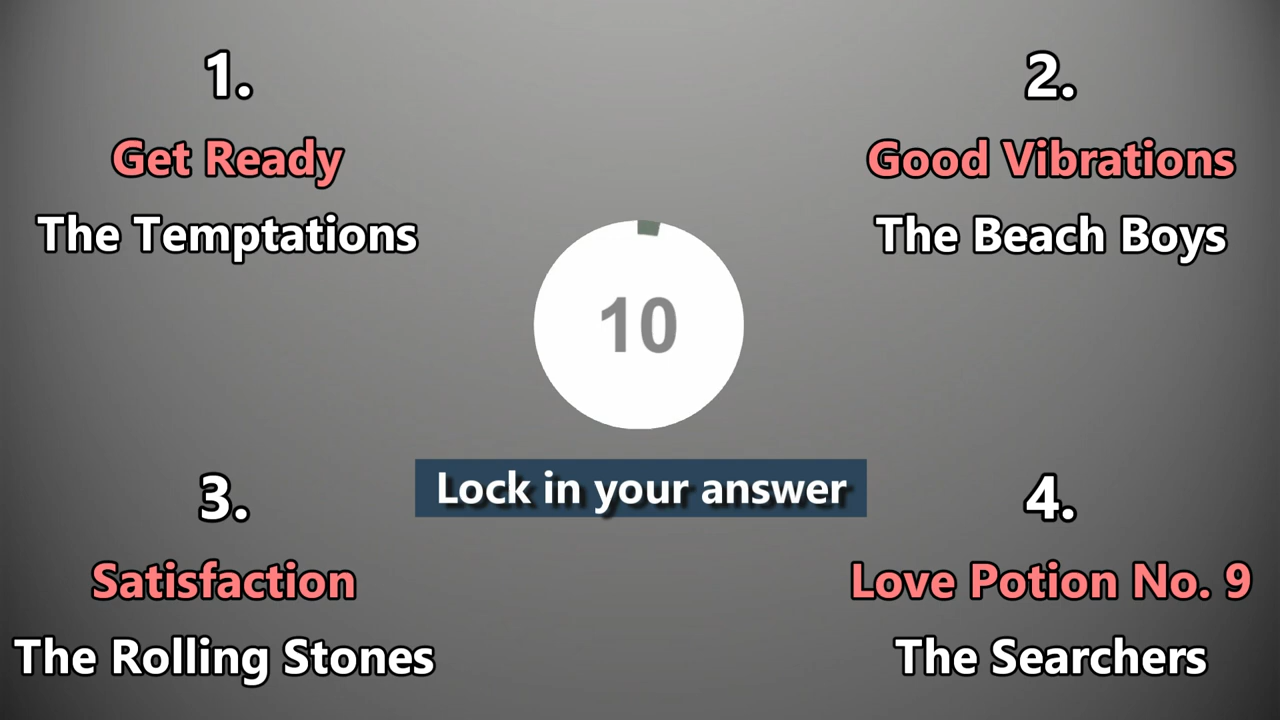 1.
Get Ready
The Temptations
2.
Good Vibrations
The Beach Boys
10
Lock in your answer
3.
Satisfaction
The Rolling Stones
4.
Love Potion No. 9
The Searchers